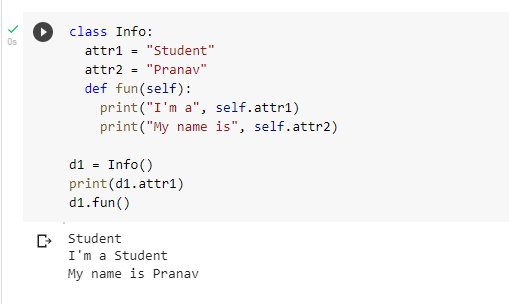 0s
class Info:
  attr1 = "Student"
  attr2 = "Pranav"
  def fun(self):
    print("I'm a", self.attr1)
    print("My name is", self.attr2)

d1 = Info()
print(d1.attr1)
d1.fun()
Student
I'm a Student
My name is Pranav